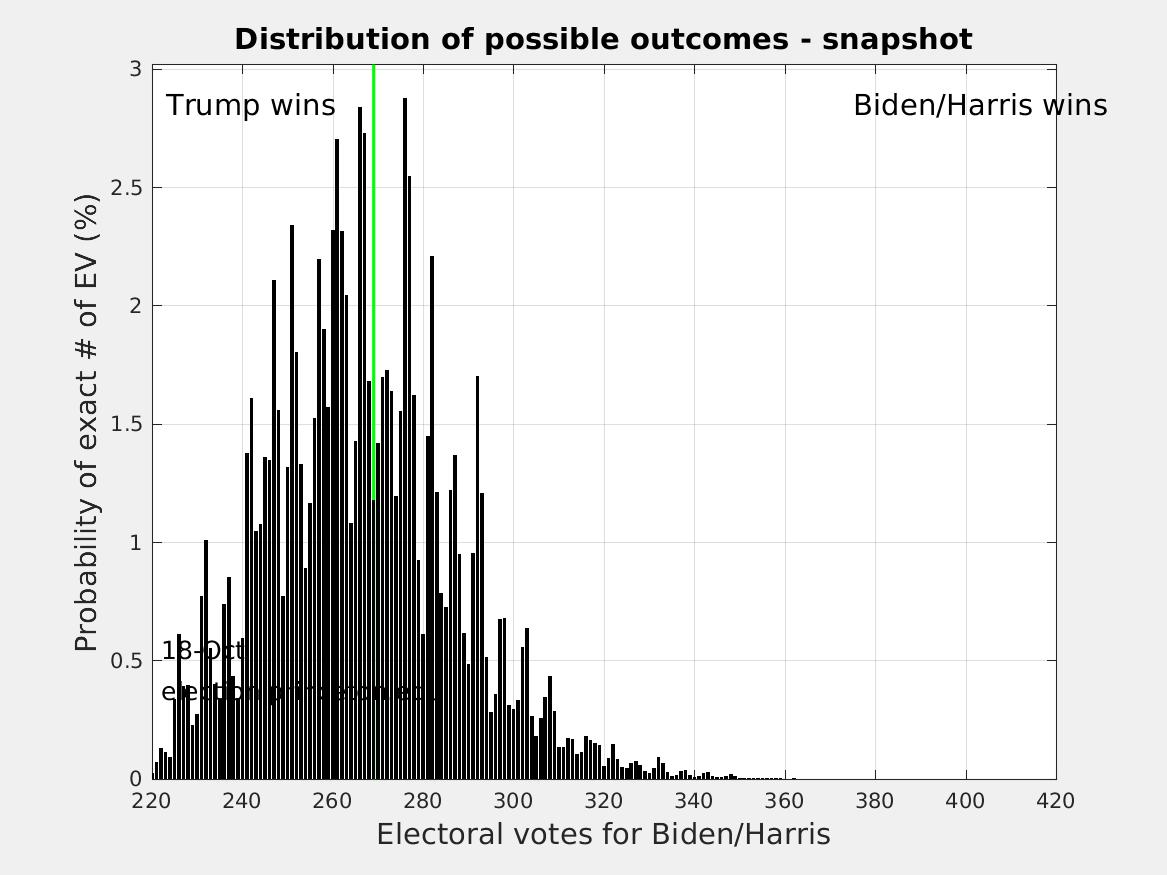 Distribution of possible outcomes - snapshot
3
Trump wins
Biden/Harris wins
2.5
2
1.5
1
0.5
0
Probability of exact # of EV (%)
18-Oct
220 240 260 280 300 320 340 360 380 400 420
Electoral votes for Biden/Harris